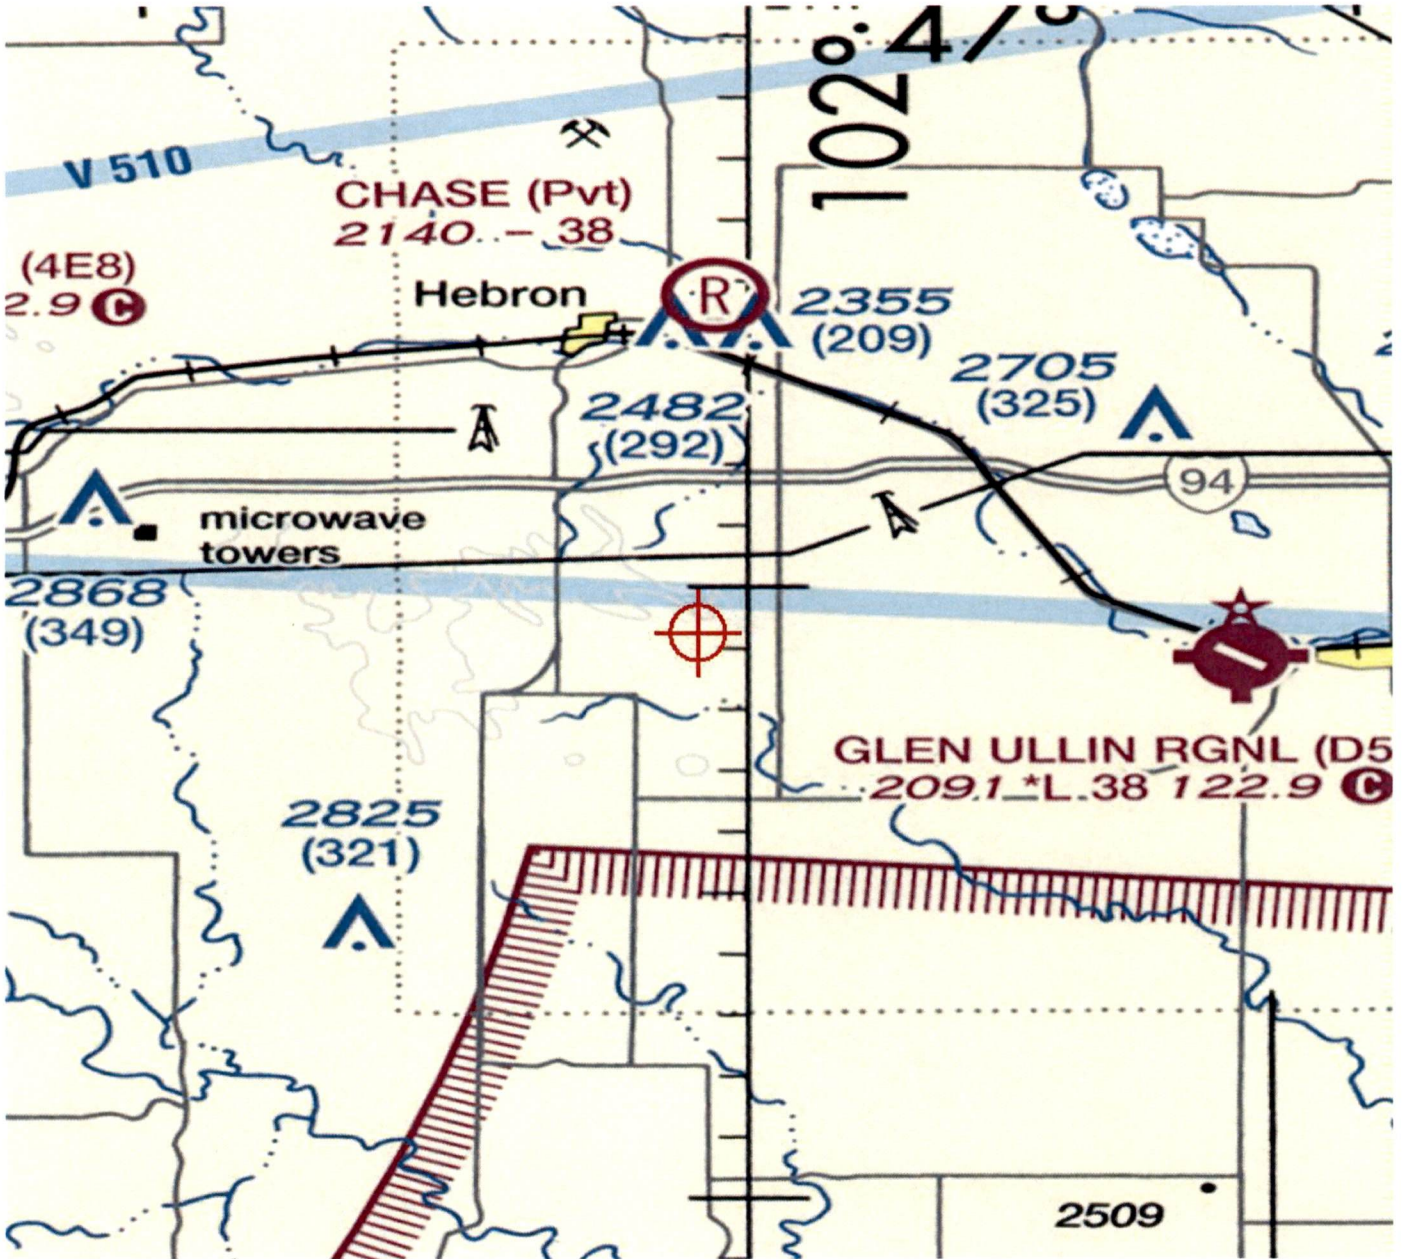 102°
47°
V 510
CHASE (Pvt)
2140 - 38
(4E8)
2.9 C
Hebron
R
2355
(209)
2705
(325)
2482
(292)
94
microwave
towers
2868
(349)
GLEN ULLIN RGNL (D5
2091 *L 38 122.9 C
2825
(321)
2509